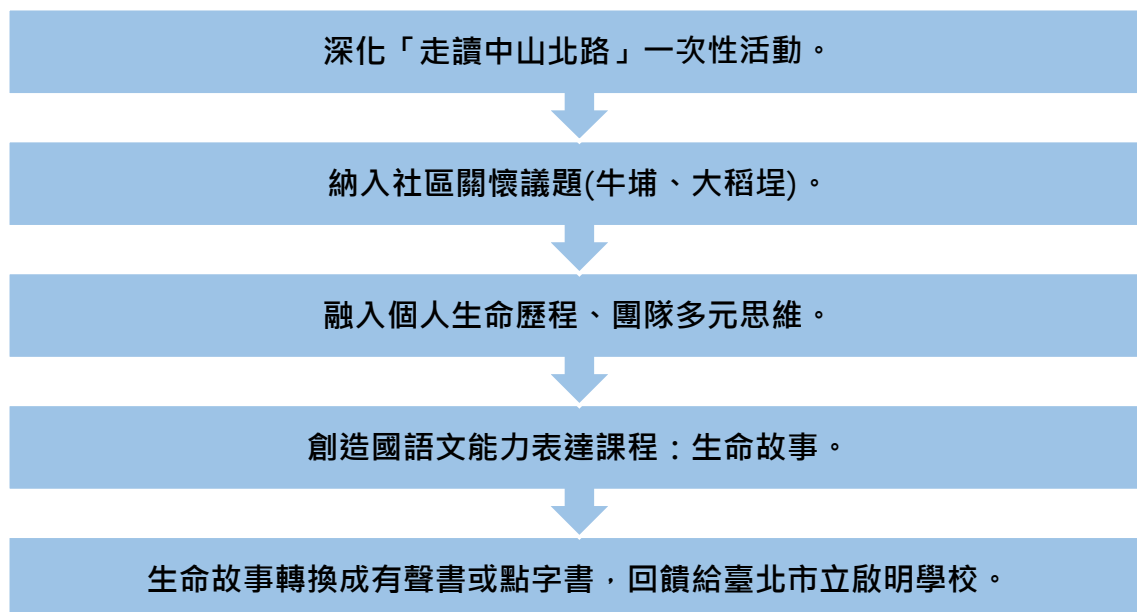 深化「走讀中山北路」一次性活動。
納入社區關懷議題(牛埔、大稻埕)。
融入個人生命歷程、團隊多元思維。
創造國語文能力表達課程：生命故事。
生命故事轉換成有聲書或點字書，回饋給臺北市立啟明學校。